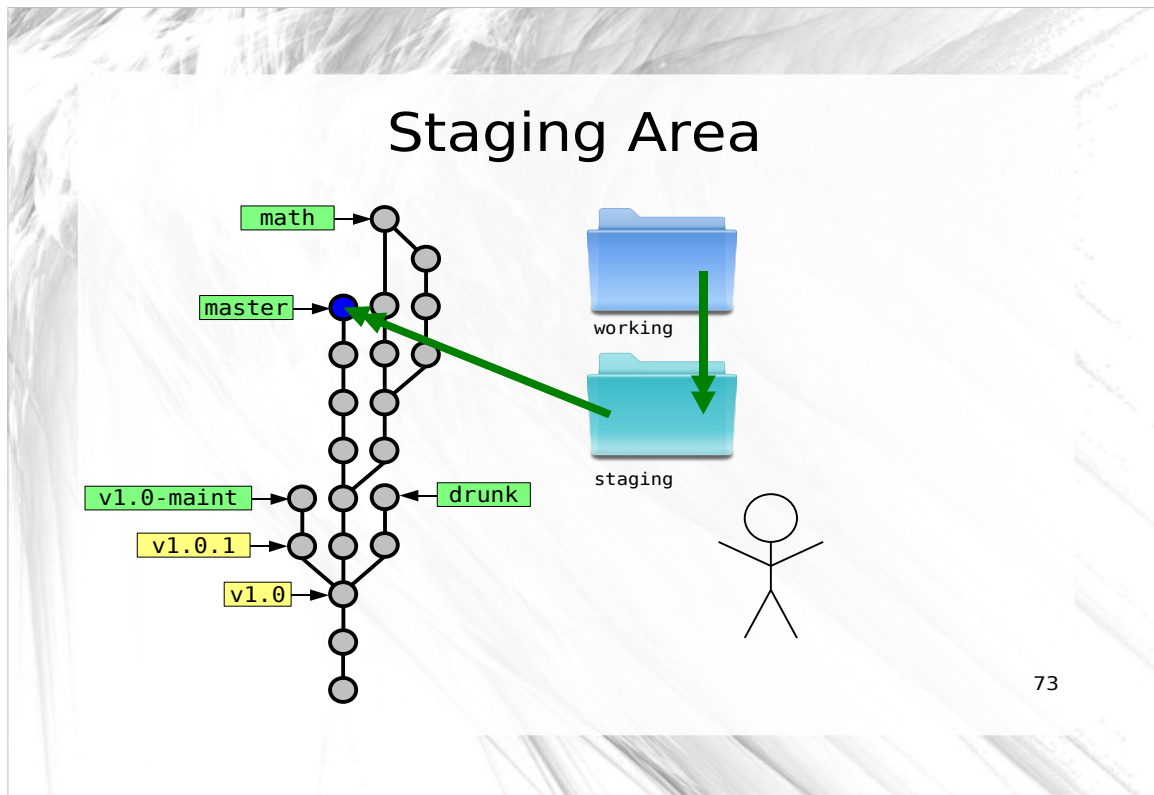 Staging Area
math
master
working
staging
v1.0-maint
drunk
v1.0.1
v1.0
73